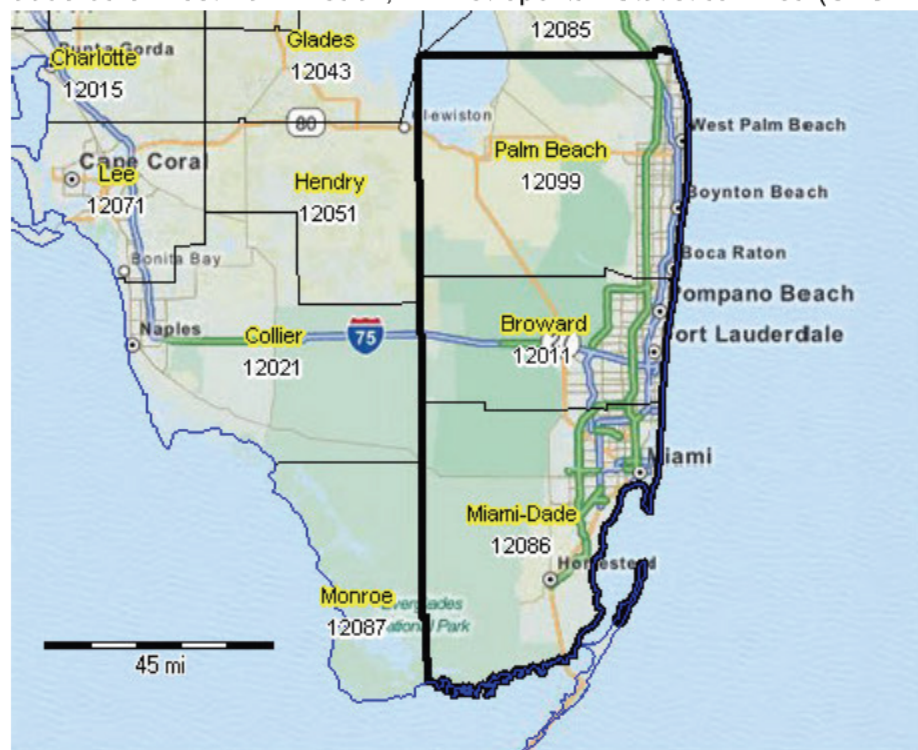 12085
Glades
12043
Punta Gorda
Charlotte
12015
80
Clewiston
West Palm Beach
Palm Beach
12099
Cape Coral
Lee
12071
Hendry
12051
Boynton Beach
Bonita Bay
Boca Raton
Pompano Beach
Naples
Collier
12021
75
Broward
12011
27
Fort Lauderdale
Miami
Miami-Dade
12086
Homestead
Monroe
12087
Everglades
National Park
45 mi